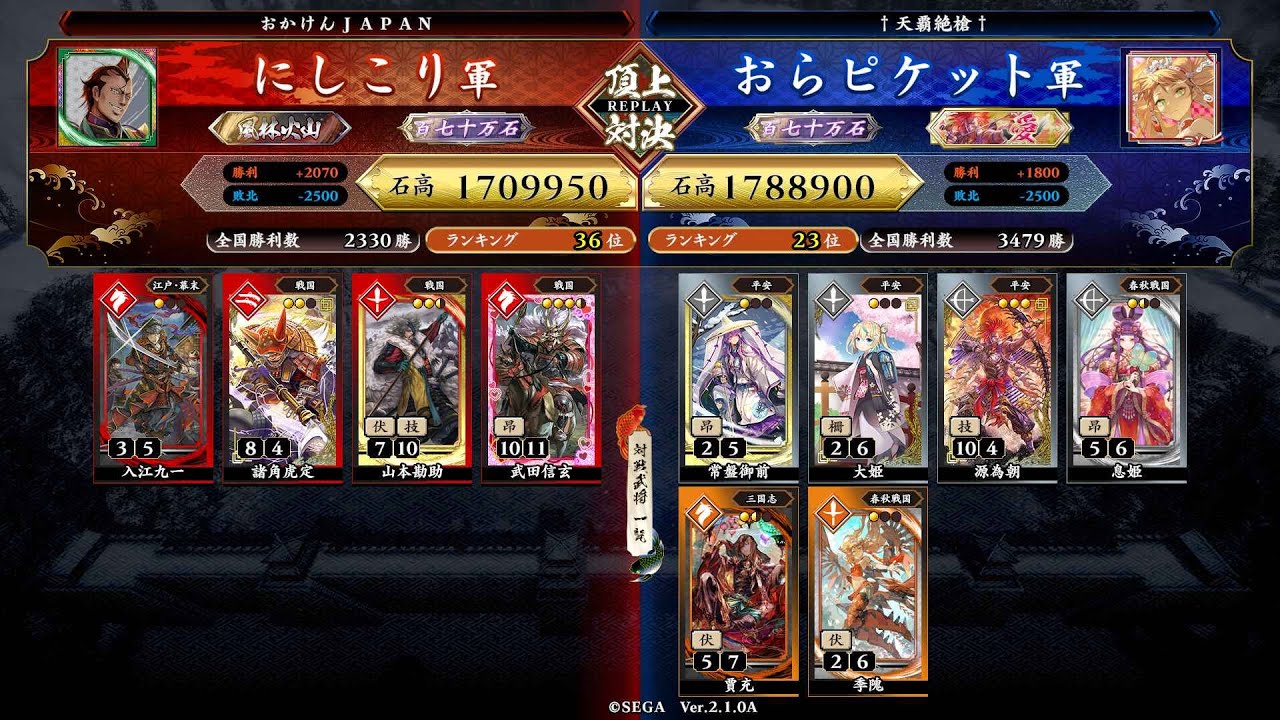 おかけんJAPAN
†天覇絶槍†
にしこり軍
頂上
REPLAY
対決
おらピケット軍
風林火山
百七十万石
百七十万石
愛
勝利 +2070
敗北 -2500
石高 1709950
石高 1788900
勝利 +1800
敗北 -2500
全国勝利数 2330勝
ランキング 36位
ランキング 23位
全国勝利数 3479勝
江戸・幕末
3 5
入江九一
戦国
8 4
諸角虎定
戦国
伏 技
7 10
山本勘助
戦国
昂
10 11
武田信玄
対戦武将一覧
平安
昂
2 5
常盤御前
平安
柵
2 6
大姫
平安
技
10 4
源為朝
春秋戦国
昂
5 6
息姫
三国志
伏
5 7
賈充
春秋戦国
伏
2 6
季隗
©SEGA Ver.2.1.0A